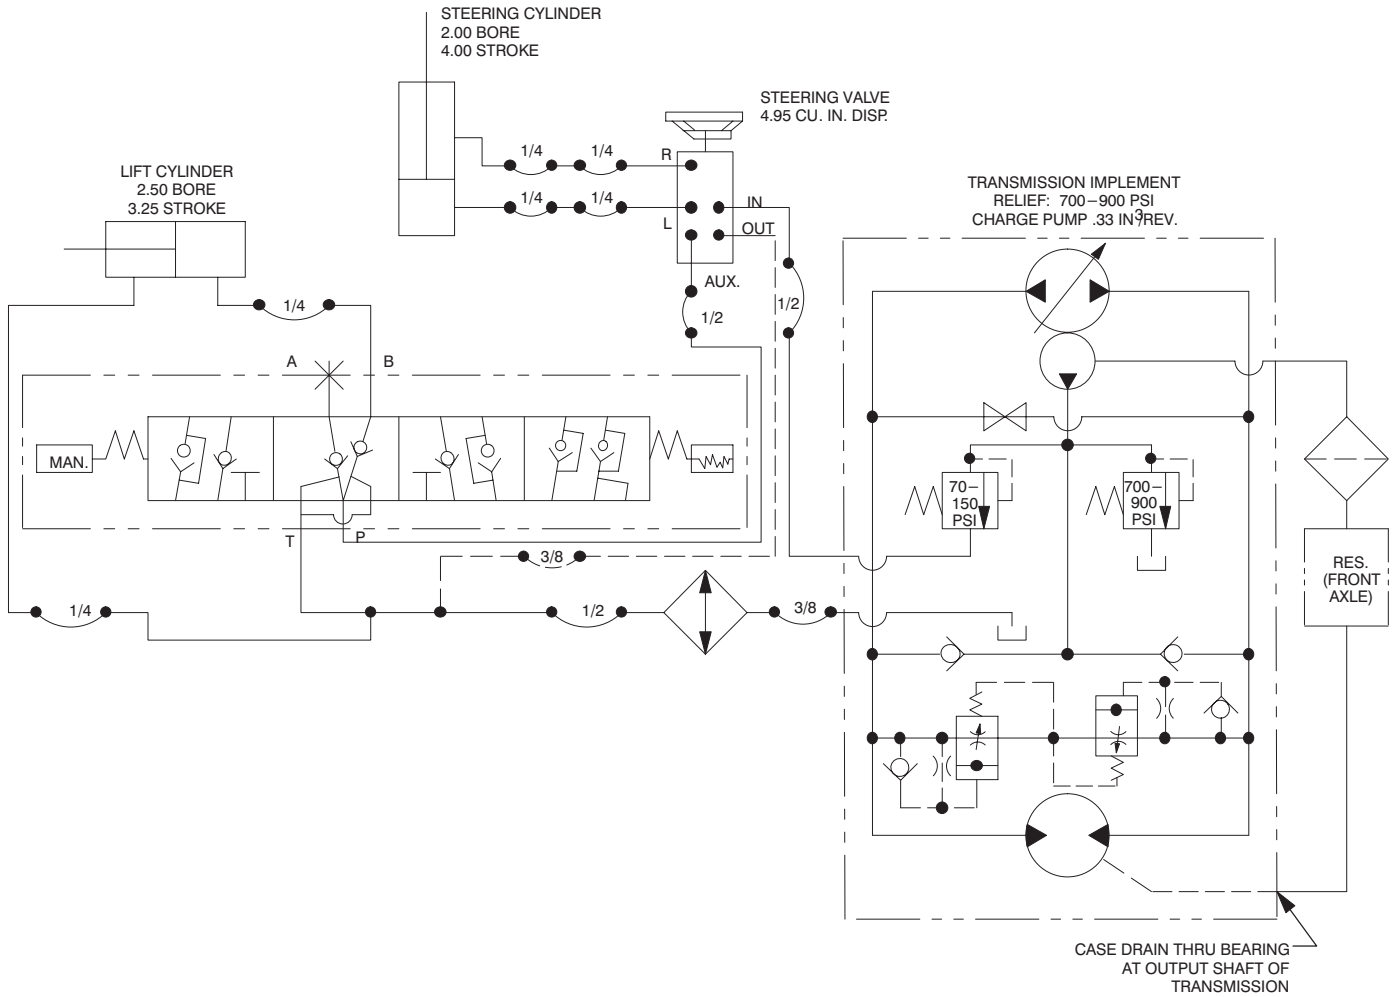 STEERING CYLINDER
2.00 BORE
4.00 STROKE
STEERING VALVE
4.95 CU. IN. DISP.
LIFT CYLINDER
2.50 BORE
3.25 STROKE
1/4
1/4
R
1/4
1/4
L
IN
OUT
AUX.
1/2
1/2
TRANSMISSION IMPLEMENT
RELIEF: 700–900 PSI
CHARGE PUMP .33 IN³/REV.
1/4
A
B
MAN.
T
P
3/8
1/4
1/2
3/8
70–
150
PSI
700–
900
PSI
RES.
(FRONT
AXLE)
CASE DRAIN THRU BEARING
AT OUTPUT SHAFT OF
TRANSMISSION